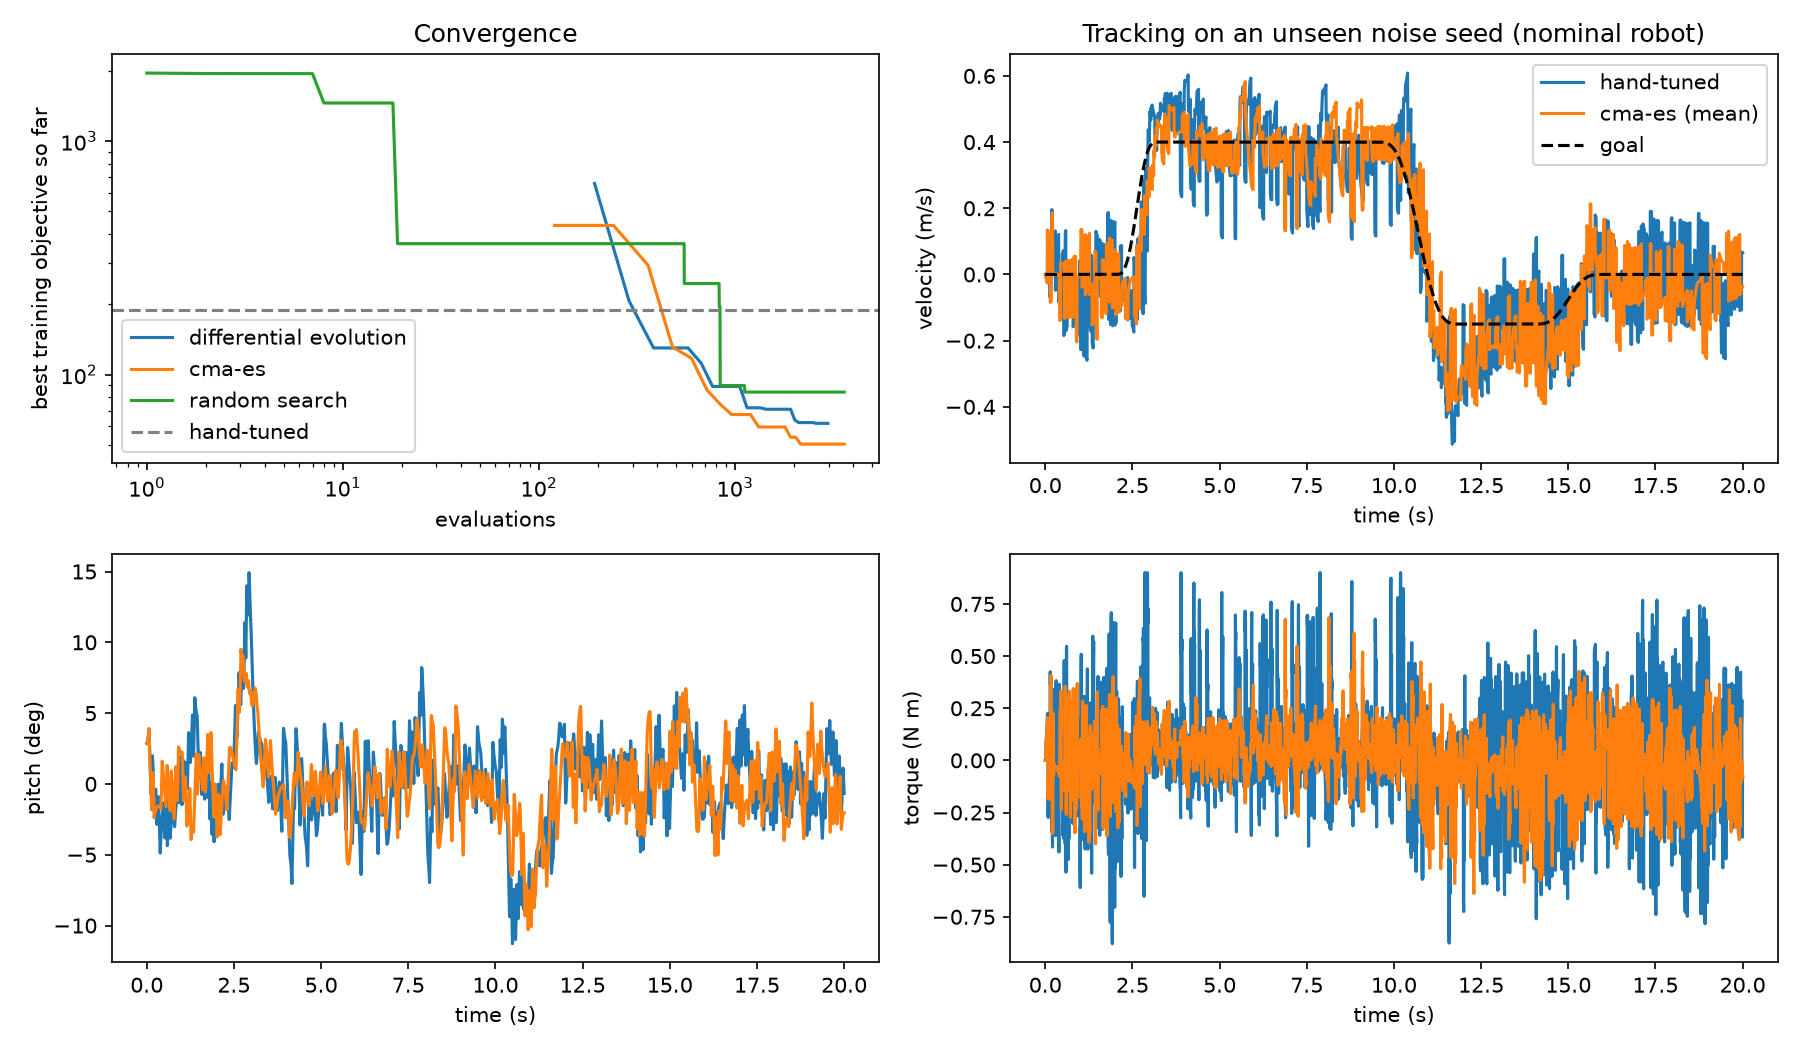 Convergence
best training objective so far
10³
10²
differential evolution
cma-es
random search
hand-tuned
10⁰ 10¹ 10² 10³
evaluations
Tracking on an unseen noise seed (nominal robot)
velocity (m/s)
0.6
0.4
0.2
0.0
−0.2
−0.4
hand-tuned
cma-es (mean)
goal
0.0 2.5 5.0 7.5 10.0 12.5 15.0 17.5 20.0
time (s)
pitch (deg)
15
10
5
0
−5
−10
0.0 2.5 5.0 7.5 10.0 12.5 15.0 17.5 20.0
time (s)
torque (N m)
0.75
0.50
0.25
0.00
−0.25
−0.50
−0.75
0.0 2.5 5.0 7.5 10.0 12.5 15.0 17.5 20.0
time (s)